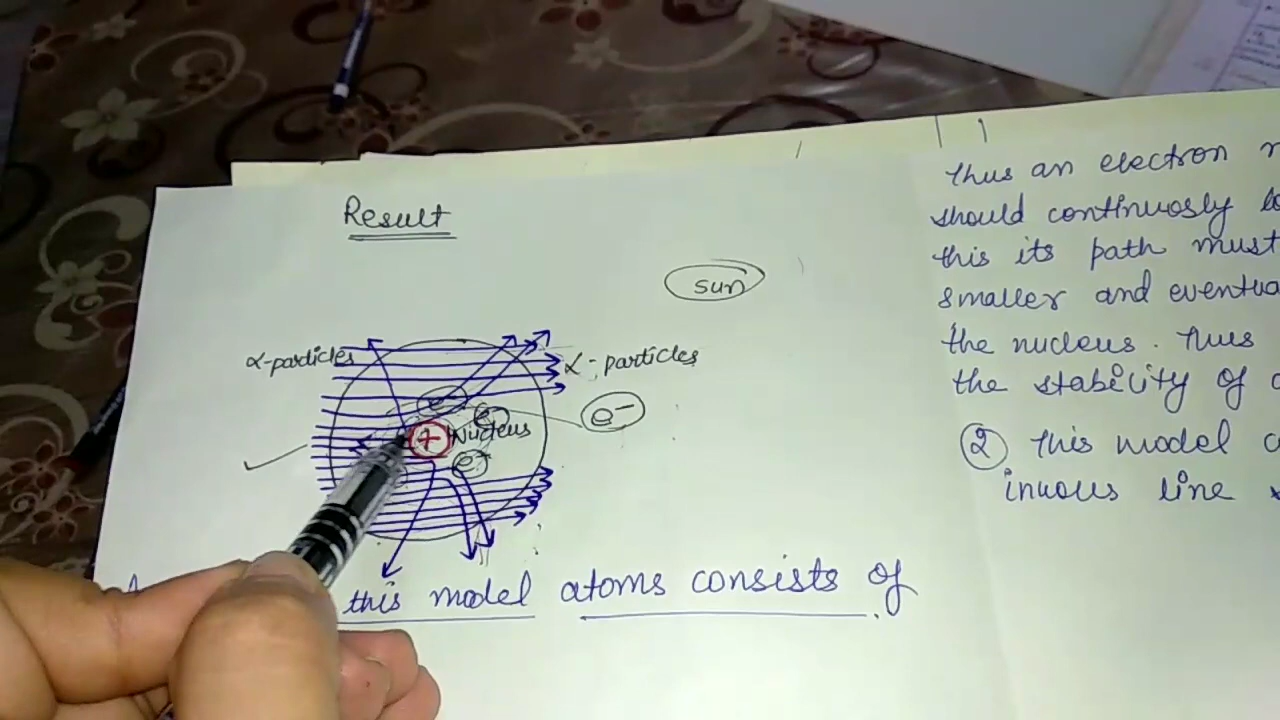 Result
sun
α-particles
α- particles
e-
e-
e-
+
Nucleus
e-
this model atoms consists of
thus an electron
should continuosly
this its path must
smaller and eventua
the nucleus. Thus
the stability of
2 this model
inuous line